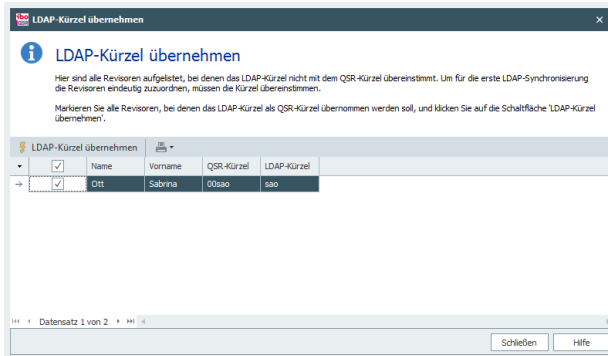 ibo
QSR
LDAP-Kürzel übernehmen
LDAP-Kürzel übernehmen
Hier sind alle Revisoren aufgelistet, bei denen das LDAP-Kürzel nicht mit dem QSR-Kürzel übereinstimmt. Um für die erste LDAP-Synchronisierung
die Revisoren eindeutig zuzuordnen, müssen die Kürzel übereinstimmen.
Markieren Sie alle Revisoren, bei denen das LDAP-Kürzel als QSR-Kürzel übernommen werden soll, und klicken Sie auf die Schaltfläche 'LDAP-Kürzel
übernehmen'.
LDAP-Kürzel übernehmen
Name Vorname QSR-Kürzel LDAP-Kürzel
Ott Sabrina 00sao sao
Datensatz 1 von 2
Schließen Hilfe